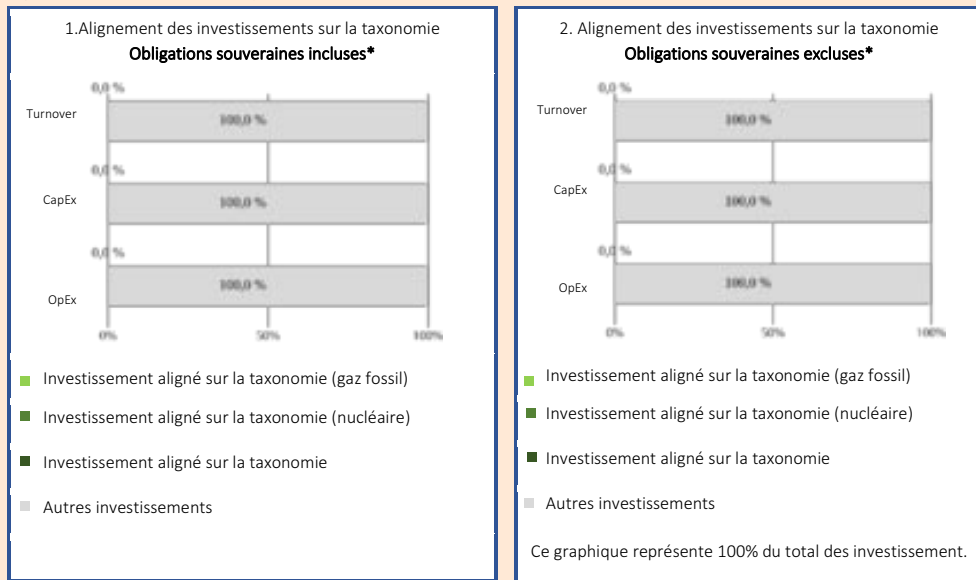 1.Alignement des investissements sur la taxonomie
Obligations souveraines incluses*
0,0 %
Turnover
100,0 %
0,0 %
CapEx
100,0 %
0,0 %
100,0 %
OpEx
0%
50%
100%
Investissement aligné sur la taxonomie (gaz fossil)
Investissement aligné sur la taxonomie (nucléaire)
Investissement aligné sur la taxonomie
Autres investissements
2. Alignement des investissements sur la taxonomie
Obligations souveraines excluses*
0,0 %
Turnover
100,0 %
0,0 %
CapEx
100,0 %
0,0 %
100,0 %
OpEx
0%
50%
100%
Investissement aligné sur la taxonomie (gaz fossil)
Investissement aligné sur la taxonomie (nucléaire)
Investissement aligné sur la taxonomie
Autres investissements
Ce graphique représente 100% du total des investissement.